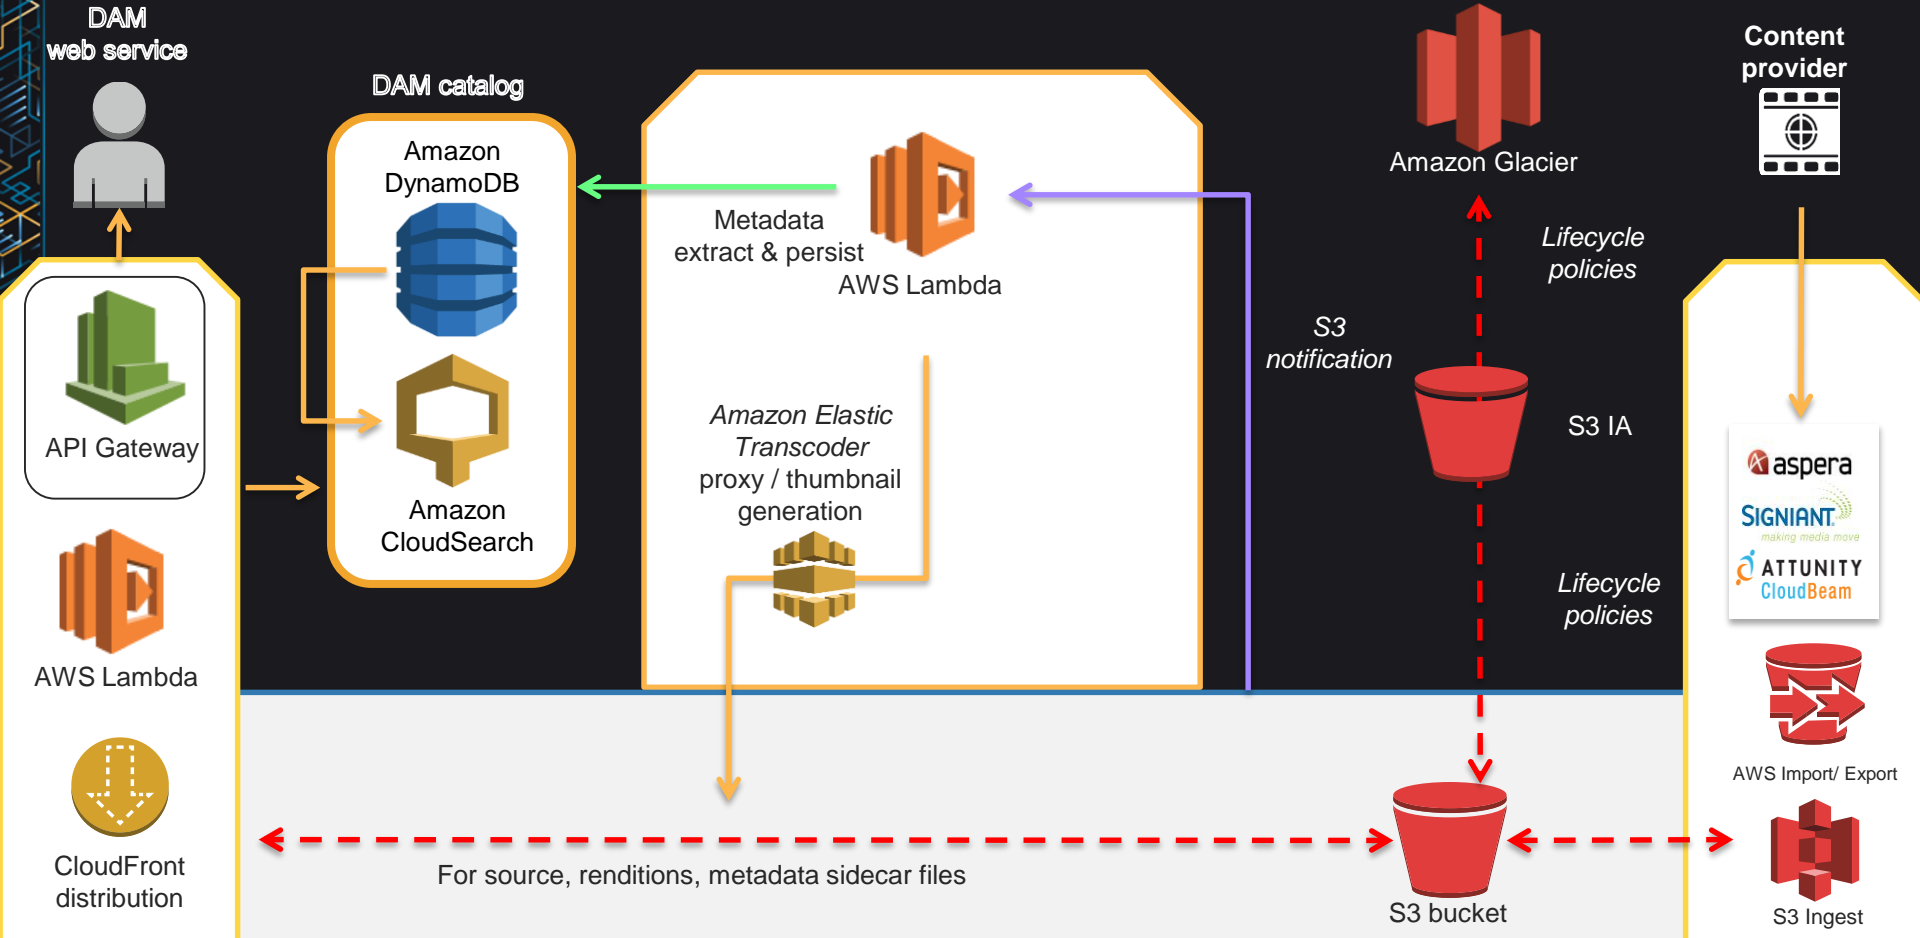 DAM
web service
API Gateway
AWS Lambda
CloudFront
distribution
DAM catalog
Amazon
DynamoDB
Amazon
CloudSearch
Metadata
extract & persist
AWS Lambda
Amazon Elastic
Transcoder
proxy / thumbnail
generation
S3
notification
Amazon Glacier
Lifecycle
policies
S3 IA
Lifecycle
policies
For source, renditions, metadata sidecar files
S3 bucket
Content
provider
aspera
SIGNIANT
making media move
ATTUNITY
CloudBeam
AWS Import/ Export
S3 Ingest